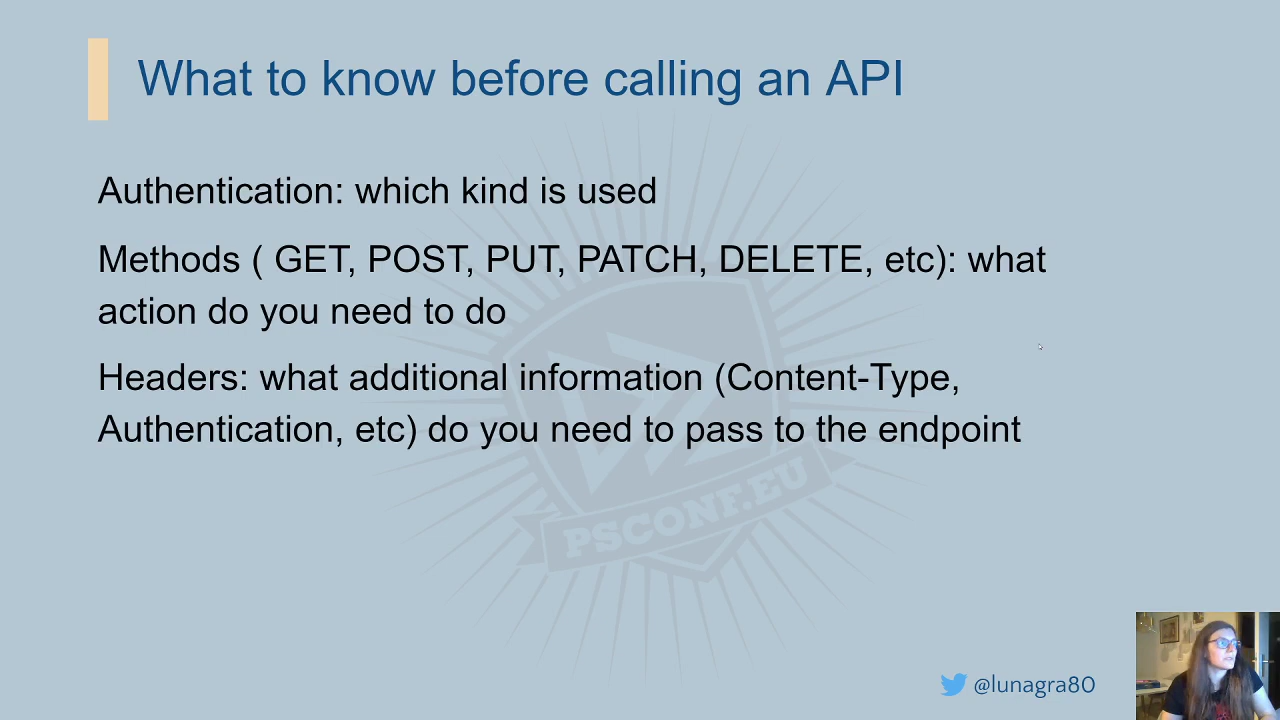 What to know before calling an API
Authentication: which kind is used
Methods ( GET, POST, PUT, PATCH, DELETE, etc): what
action do you need to do
Headers: what additional information (Content-Type,
Authentication, etc) do you need to pass to the endpoint
PSCONF.EU
@lunagra80